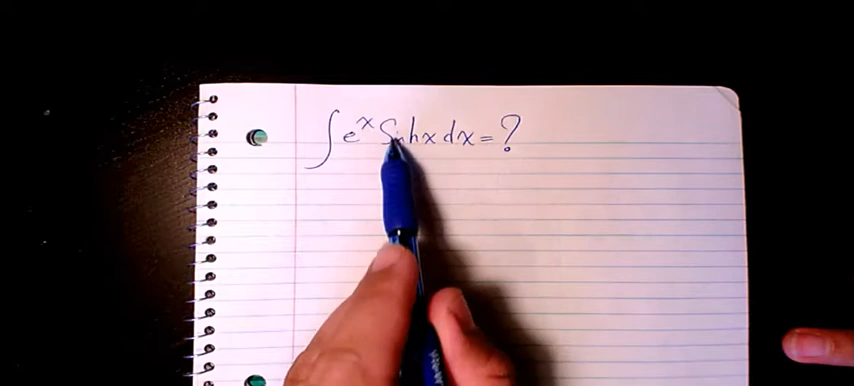 ∫ e^x Sinhx dx = ?